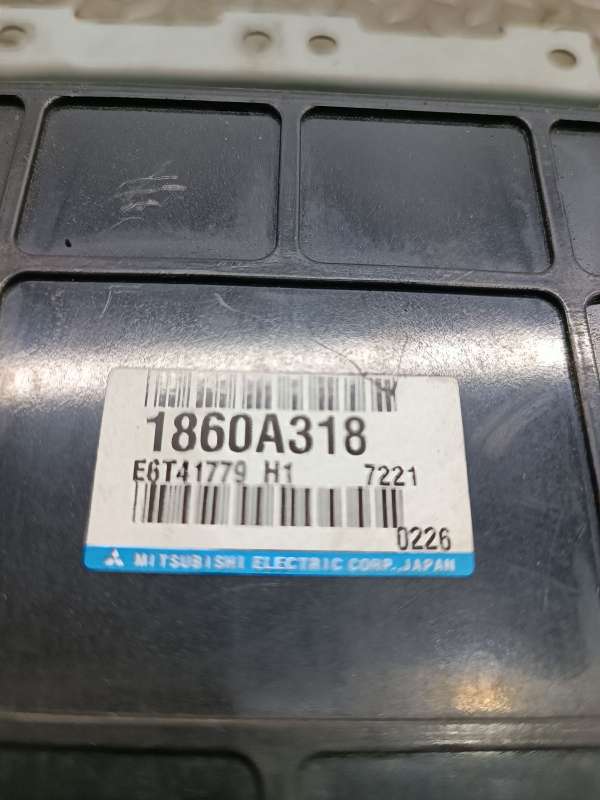 1860A318
E6T41779 H1 7221
0226
MITSUBISHI ELECTRIC CORP., JAPAN